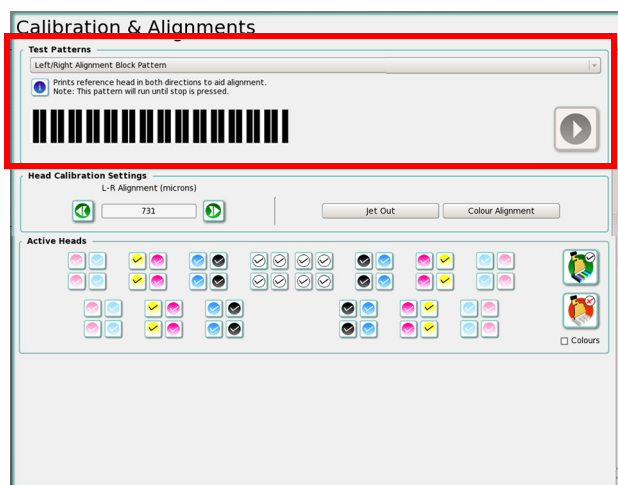 Calibration & Alignments
Test Patterns
Left/Right Alignment Block Pattern
Prints reference head in both directions to aid alignment.
Note: This pattern will run until stop is pressed.
Head Calibration Settings
L-R Alignment (microns)
731
Jet Out
Colour Alignment
Active Heads
Colours